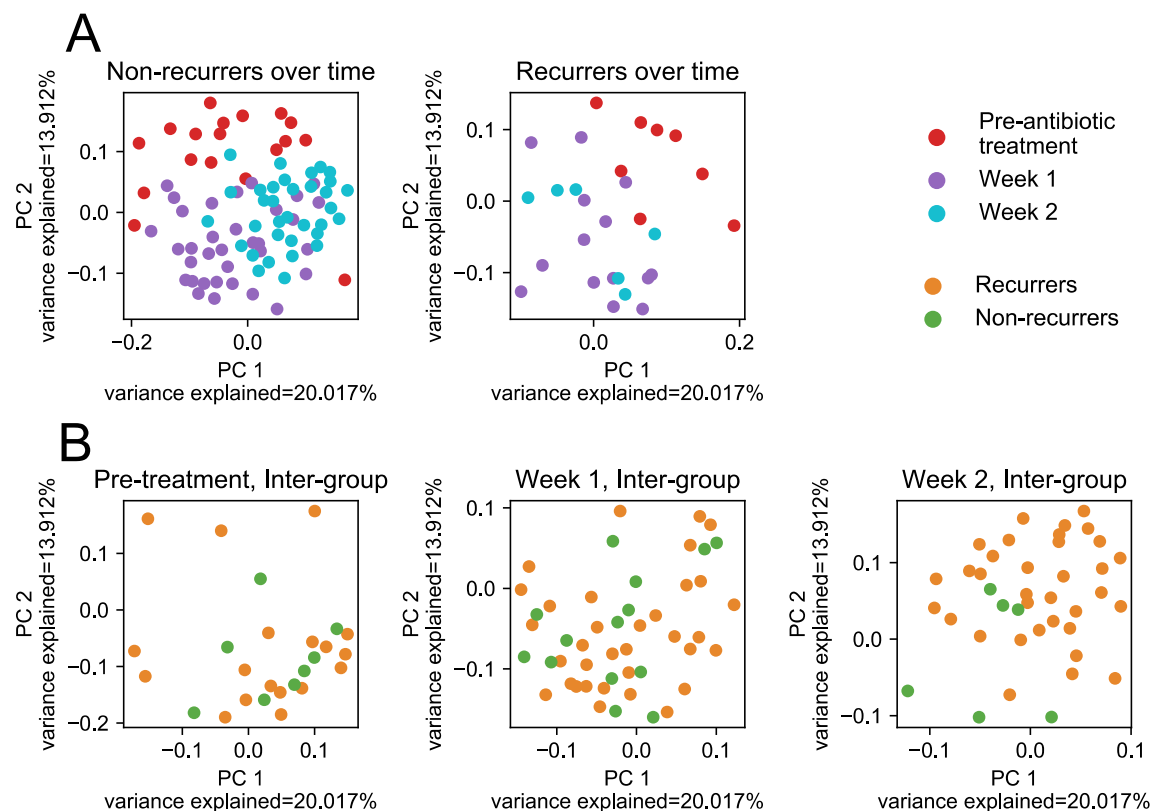 A
Non-recurrers over time
PC 2
variance explained=13.912%
0.1
0.0
−0.1
−0.2
0.0
PC 1
variance explained=20.017%
Recurrers over time
PC 2
variance explained=13.912%
0.1
0.0
−0.1
0.0
0.2
PC 1
variance explained=20.017%
Pre-antibiotic
treatment
Week 1
Week 2
Recurrers
Non-recurrers
B
Pre-treatment, Inter-group
PC 2
variance explained=13.912%
0.1
0.0
−0.1
−0.2
−0.1
0.0
0.1
PC 1
variance explained=20.017%
Week 1, Inter-group
PC 2
variance explained=13.912%
0.1
0.0
−0.1
−0.1
0.0
0.1
PC 1
variance explained=20.017%
Week 2, Inter-group
PC 2
variance explained=13.912%
0.1
0.0
−0.1
−0.1
0.0
0.1
PC 1
variance explained=20.017%